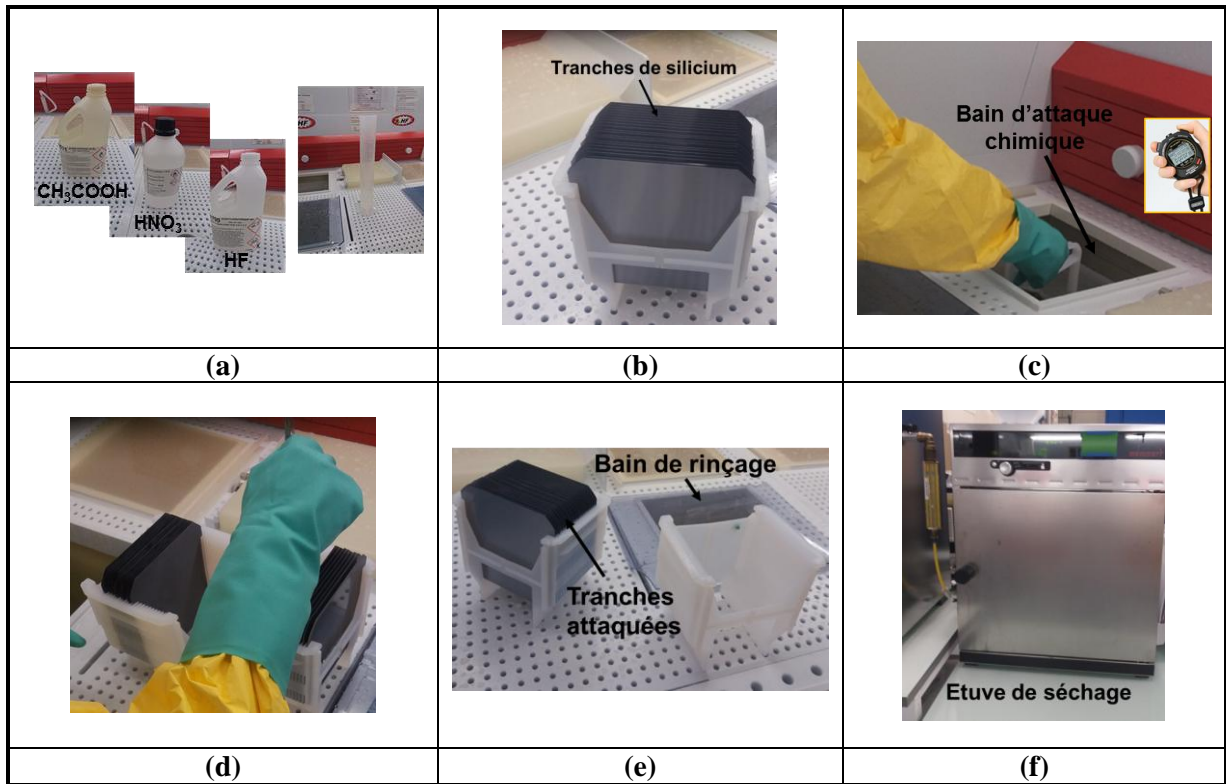 CH₃COOH
HNO₃
HF
Tranches de silicium
Bain d'attaque
chimique
(a)
(b)
(c)
Bain de rinçage
Tranches
attaquées
Etuve de séchage
(d)
(e)
(f)